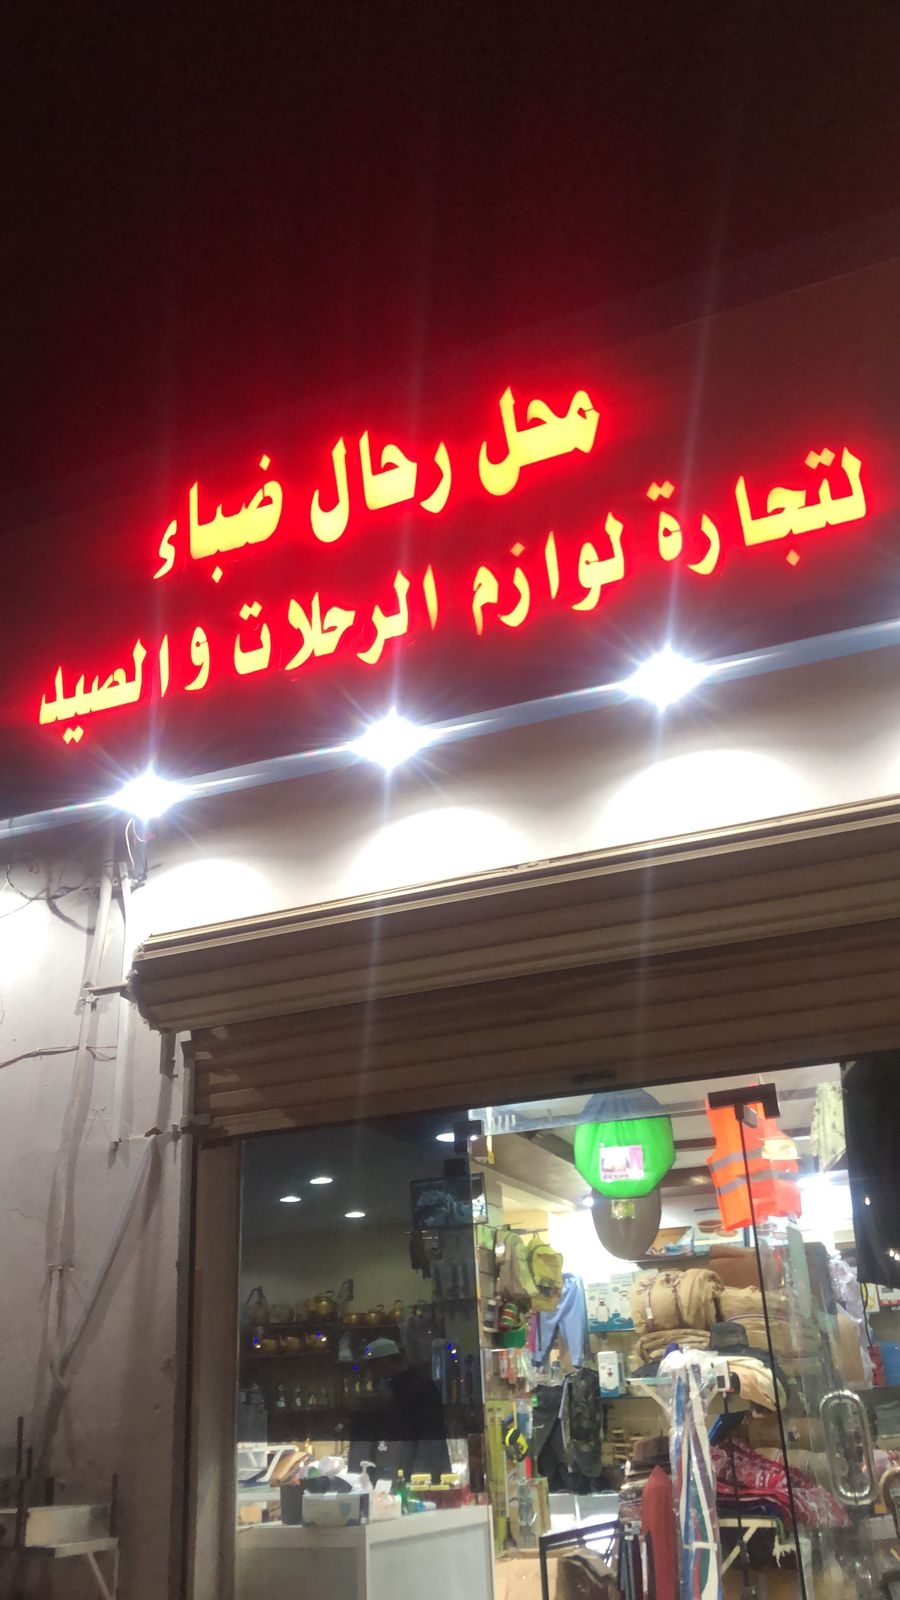 محل رحال ضباء
لتجارة لوازم الرحلات والصيد